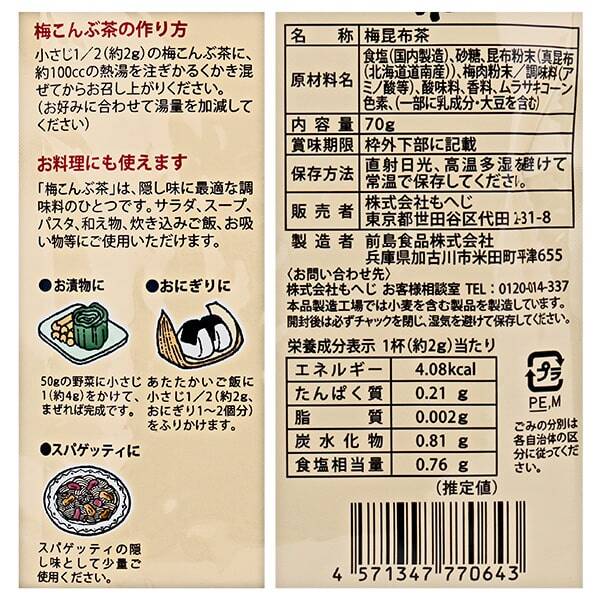 梅こんぶ茶の作り方
小さじ1/2(約2g)の梅こんぶ茶に、
約100ccの熱湯を注ぎかるくかき混
ぜてからお召し上がりください。
(お好みに合わせて湯量を加減して
ください)
お料理にも使えます
「梅こんぶ茶」は、隠し味に最適な調
味料のひとつです。サラダ、スープ、
パスタ、和え物、炊き込みご飯、お吸
い物等にご使用いただけます。
●お漬物に
50gの野菜に小さじ
1(約4g)をかけて、
まぜれば完成です。
●おにぎりに
あたたかいご飯に
小さじ1/2(約2g、
おにぎり1~2個分)
をふりかけます。
●スパゲッティに
スパゲッティの隠
し味として少量ご
使用ください。
名称 梅昆布茶
原材料名 食塩(国内製造)、砂糖、昆布粉末(真昆布
(北海道道南産))、梅肉粉末/調味料(ア
ミノ酸等)、酸味料、香料、ムラサキコーン
色素、(一部に乳成分・大豆を含む)
内容量 70g
賞味期限 枠外下部に記載
保存方法 直射日光、高温多湿を避けて
常温で保存してください。
販売者 株式会社もへじ
東京都世田谷区代田2-31-8
製造者 前島食品株式会社
兵庫県加古川市米田町平津655
〈お問い合わせ先〉
株式会社もへじ お客様相談室 TEL:0120-014-337
本品製造工場では小麦を含む製品を製造しています。
開封後は必ずチャックを閉じ、湿気を避けて保存してください。
栄養成分表示 1杯(約2g)当たり
エネルギー 4.08kcal
たんぱく質 0.21 g
脂質 0.002g
炭水化物 0.81 g
食塩相当量 0.76 g
(推定値)
プラ
PE,M
ごみの分別は
各自治体の区
分に従ってくだ
さい。
4 571347 770643